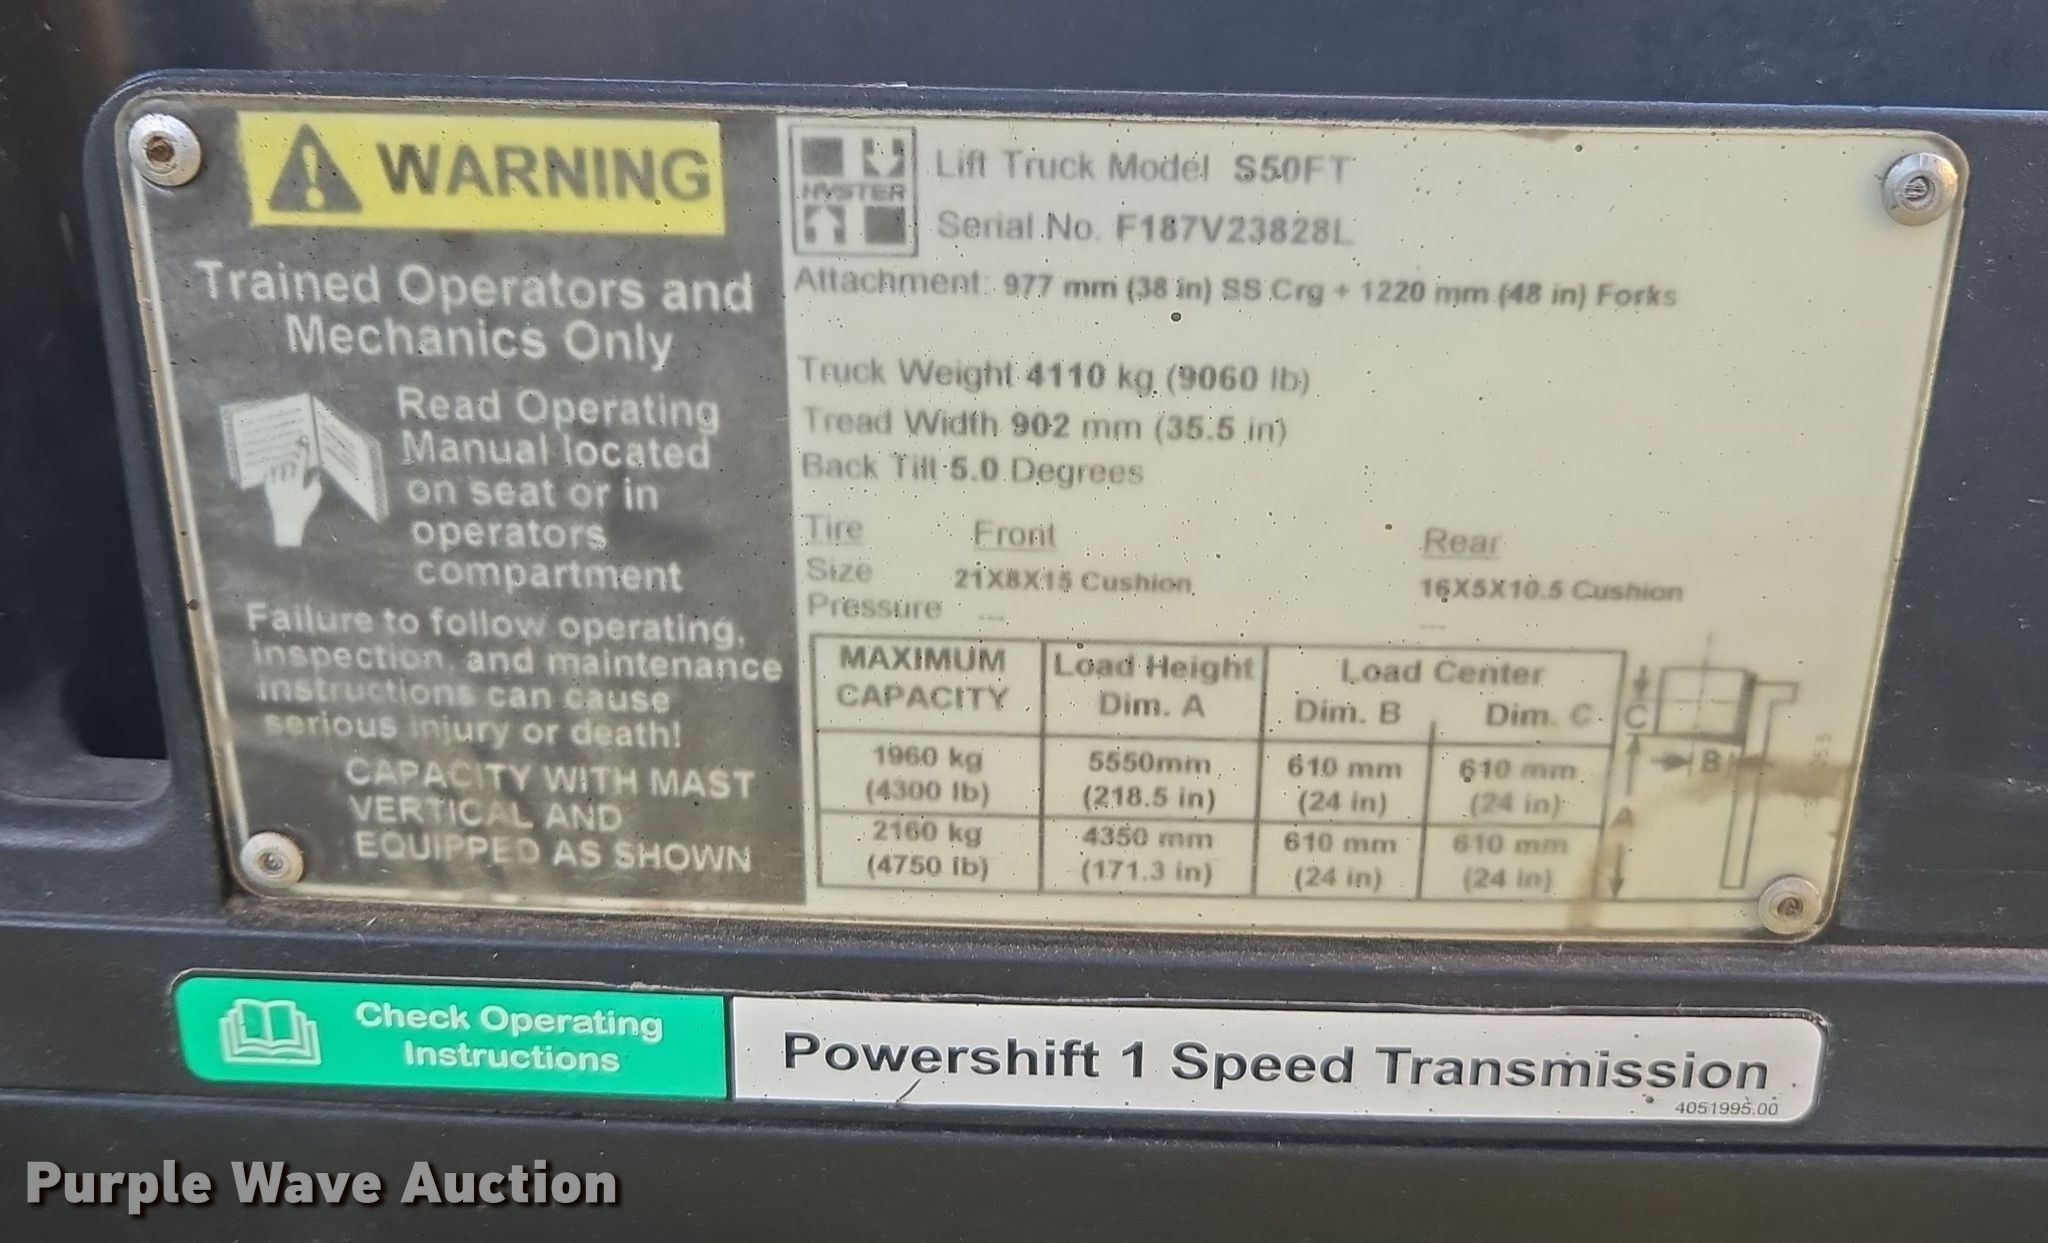 WARNING
Trained Operators and
Mechanics Only
Read Operating
Manual located
on seat or in
operators
compartment
Failure to follow operating,
inspection, and maintenance
instructions can cause
serious injury or death!
CAPACITY WITH MAST
VERTICAL AND
EQUIPPED AS SHOWN
HYSTER
Lift Truck Model S50FT
Serial No. F187V23828L
Attachment: 977 mm (38 in) SS Crg + 1220 mm (48 in) Forks
Truck Weight 4110 kg (9060 lb)
Tread Width 902 mm (35.5 in)
Back Tilt 5.0 Degrees
Tire Front Rear
Size 21X8X15 Cushion 16X5X10.5 Cushion
Pressure --- ---
MAXIMUM CAPACITY Load Height Dim. A Load Center
Dim. B Dim. C
1960 kg 5550mm 610 mm 610 mm
(4300 lb) (218.5 in) (24 in) (24 in)
2160 kg 4350 mm 610 mm 610 mm
(4750 lb) (171.3 in) (24 in) (24 in)
C
B
A
Check Operating
Instructions
Powershift 1 Speed Transmission
4051995.00
Purple Wave Auction